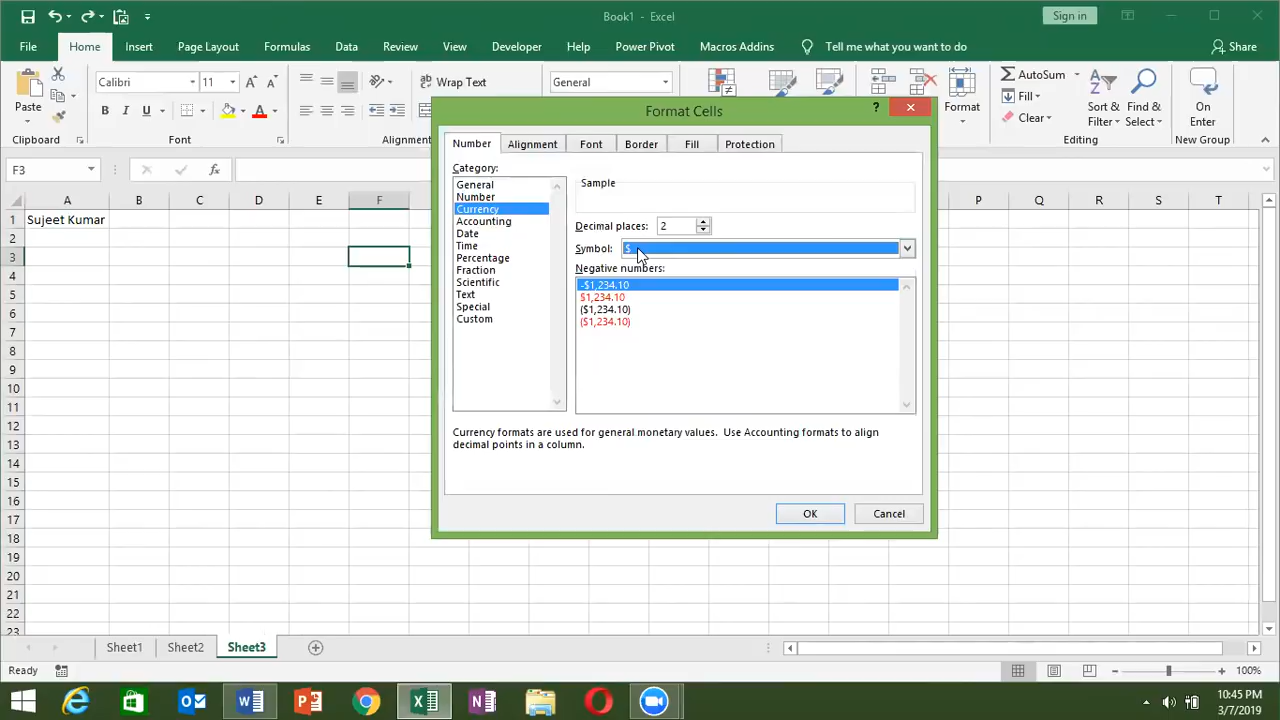 Book1 - Excel
Sign in
File Home Insert Page Layout Formulas Data Review View Developer Help Power Pivot Macros Addins Tell me what you want to do Share
Paste
Clipboard
Calibri 11
B I U
Font
Wrap Text
Alignment
General
Format
AutoSum
Fill
Clear
Sort & Filter
Find & Select
Editing
On Enter
New Group
F3
fx
A B C D E F P Q R S T
1 Sujeet Kumar
2
3
4
5
6
7
8
9
10
11
12
13
14
15
16
17
18
19
20
21
22
23
Format Cells
?
Number Alignment Font Border Fill Protection
Category:
General
Number
Currency
Accounting
Date
Time
Percentage
Fraction
Scientific
Text
Special
Custom
Sample
Decimal places: 2
Symbol: $
Negative numbers:
-$1,234.10
$1,234.10
($1,234.10)
($1,234.10)
Currency formats are used for general monetary values. Use Accounting formats to align
decimal points in a column.
OK Cancel
Sheet1 Sheet2 Sheet3
Ready
100%
10:45 PM
3/7/2019